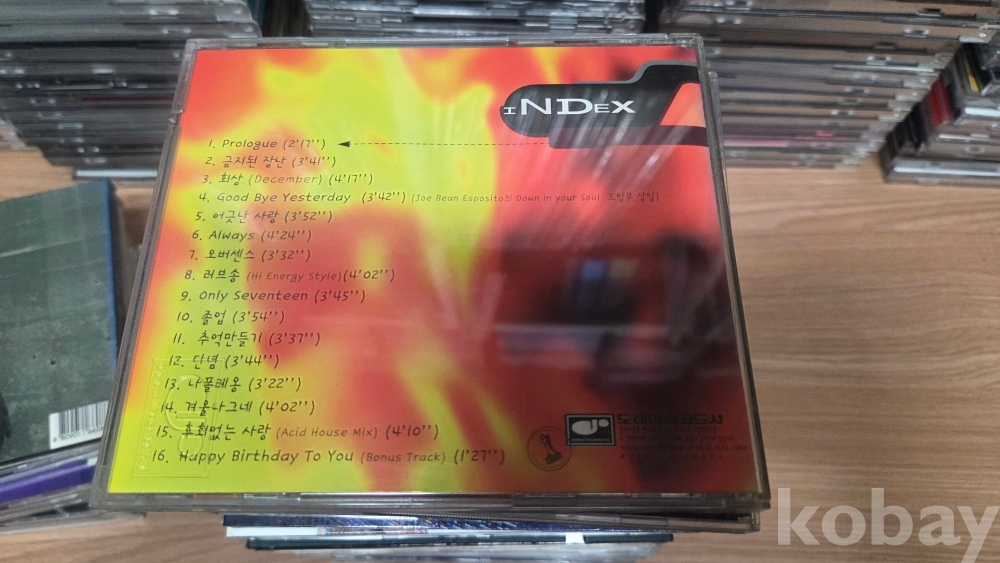 INDEX
1. Prologue (2'17'')
2. 금지된 장난 (3'41'')
3. 회상 (December) (4'17'')
4. Good Bye Yesterday (3'42'') (Joe Bean Esposito의 Down in your Soul 도입부 삽입)
5. 어긋난 사랑 (3'52'')
6. Always (4'24'')
7. 오버센스 (3'32'')
8. 러브송 (Hi Energy Style)(4'02'')
9. Only Seventeen (3'45'')
10. 졸업 (3'54'')
11. 추억만들기 (3'37'')
12. 단념 (3'44'')
13. 나폴레옹 (3'22'')
14. 겨울나그네 (4'02'')
15. 후회없는 사랑 (Acid House Mix) (4'10'')
16. Happy Birthday To You (Bonus Track) (1'27'')
kobay